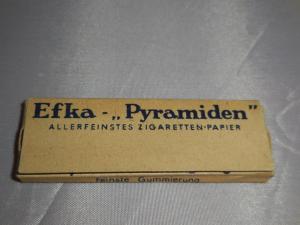 Efka - „Pyramiden”
ALLERFEINSTES ZIGARETTEN-PAPIER
Feinste Gummierung